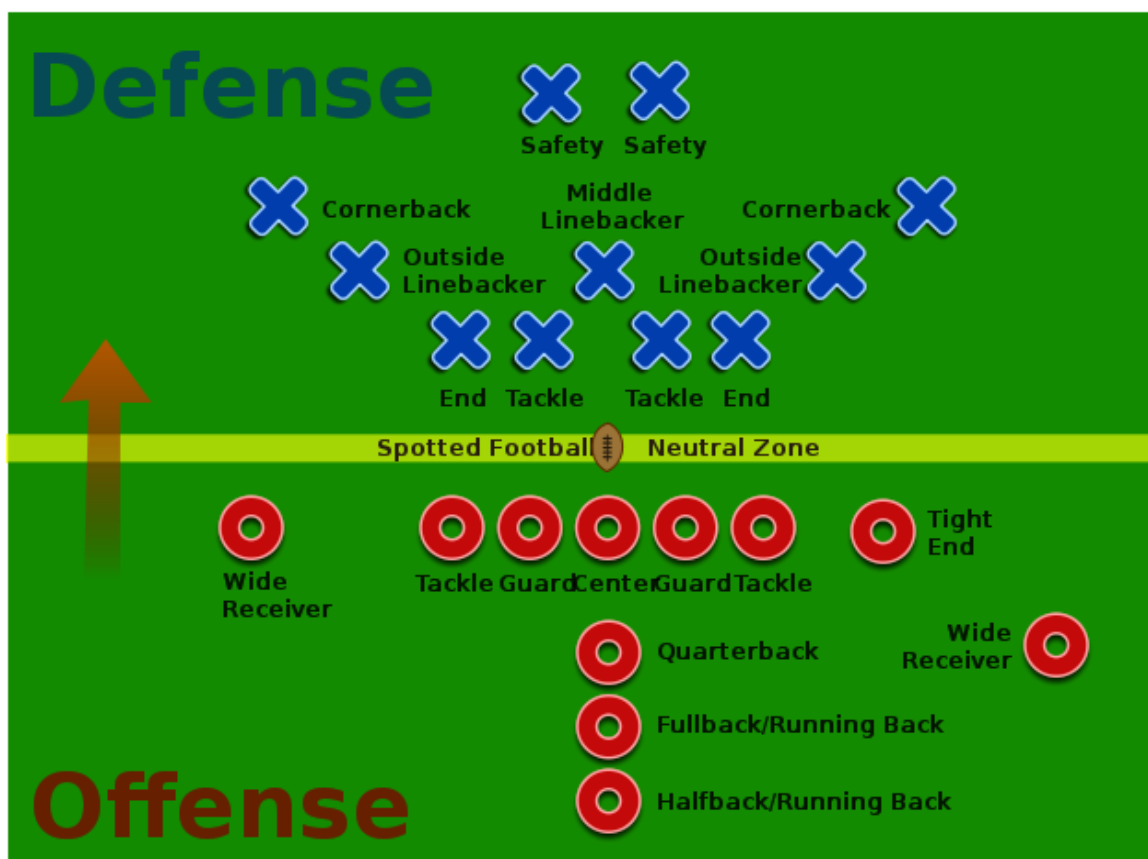 Defense
Safety Safety
Middle
Linebacker
Cornerback
Cornerback
Outside
Linebacker
Outside
Linebacker
End Tackle Tackle End
Spotted Football Neutral Zone
Tight
End
Tackle Guard Center Guard Tackle
Wide
Receiver
Wide
Receiver
Quarterback
Fullback/Running Back
Halfback/Running Back
Offense